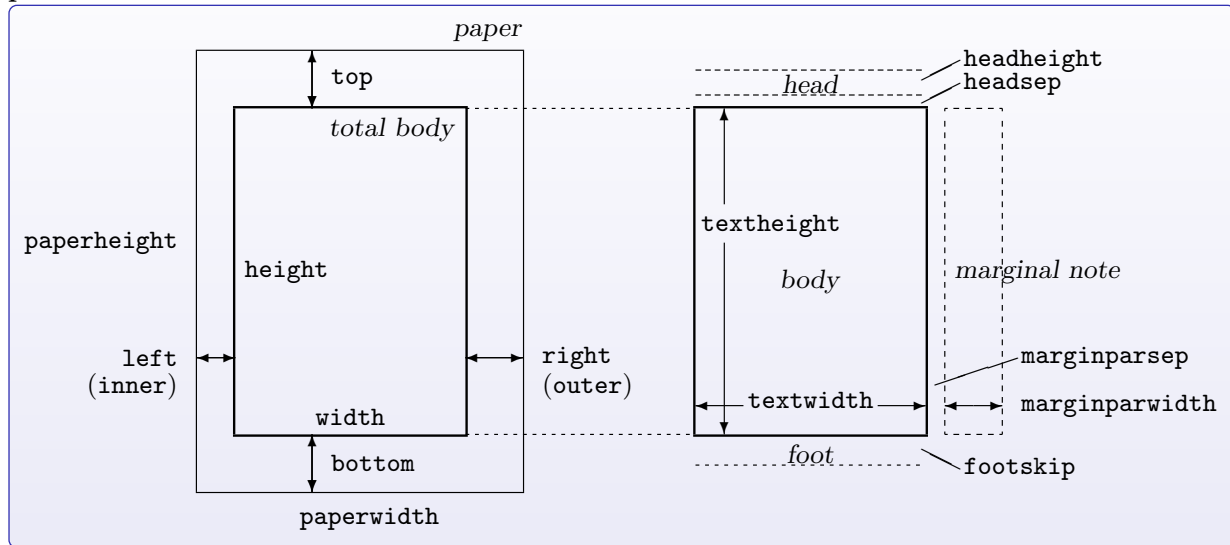 paper
top
total body
paperheight
height
left
(inner)
right
(outer)
width
bottom
paperwidth
headheight
head
headsep
textheight
body
marginal note
marginparsep
textwidth
marginparwidth
foot
footskip